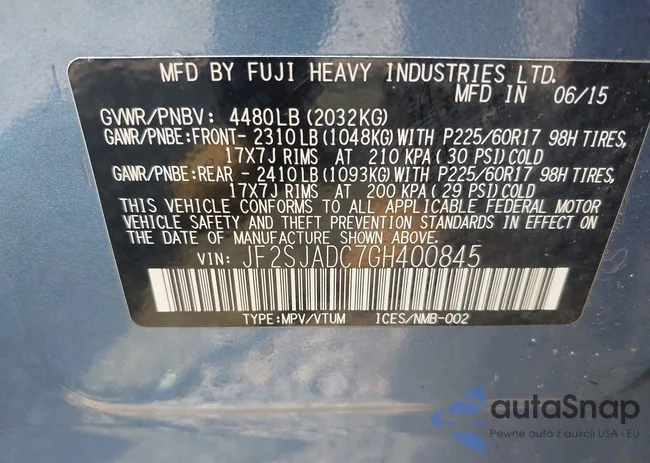 MFD BY FUJI HEAVY INDUSTRIES LTD.
MFD IN 06/15
GVWR/PNBV: 4480LB(2032KG)
GAWR/PNBE:FRONT- 2310LB(1048KG)WITH P225/60R17 98H TIRES,
17X7J RIMS AT 210 KPA(30 PSI)COLD
GAWR/PNBE:REAR - 2410LB(1093KG)WITH P225/60R17 98H TIRES,
17X7J RIMS AT 200 KPA(29 PSI)COLD
THIS VEHICLE CONFORMS TO ALL APPLICABLE FEDERAL MOTOR
VEHICLE SAFETY AND THEFT PREVENTION STANDARDS IN EFFECT ON
THE DATE OF MANUFACTURE SHOWN ABOVE.
VIN: JF2SJADC7GH400845
TYPE:MPV/VTUM ICES/NMB-002
autaSnap
Pewne auta z aukcji USA i EU